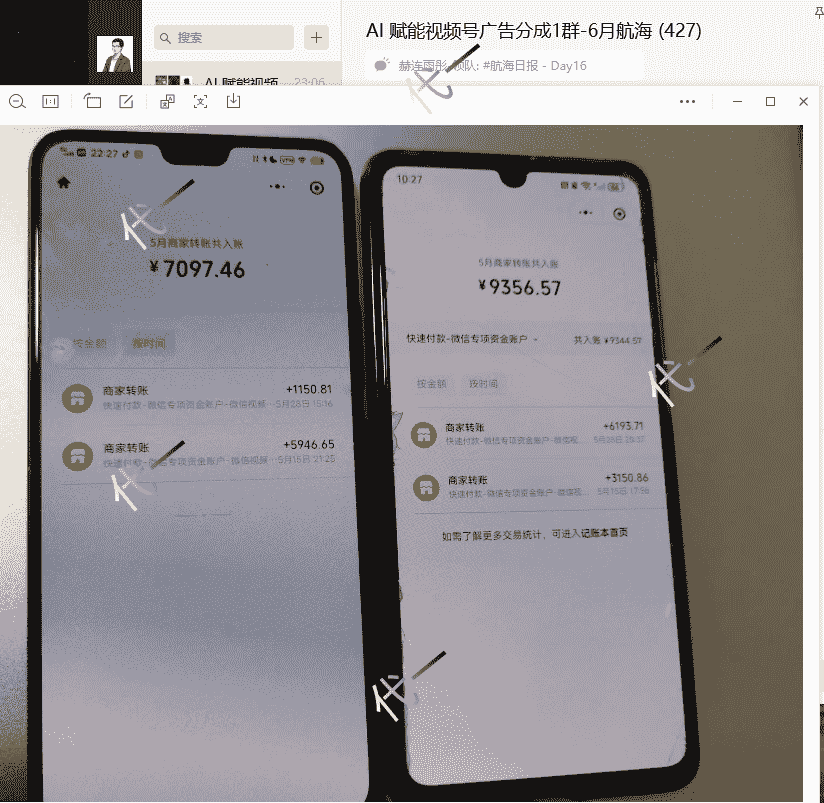 搜索
AI 赋能视频号广告分成1群-6月航海 (427)
赫连雨彤 领队: #航海日报 - Day16
AI 赋能视频
23:06
22:27
5月商家转账共入账
¥7097.46
按金额
按时间
商家转账
+1150.81
快速付款-微信专项资金账户-微信视频…
5月28日 15:16
商家转账
+5946.65
快速付款-微信专项资金账户-微信视频…
5月15日 21:25
10:27
5月商家转账共入账
¥9356.57
快速付款-微信专项资金账户
共入账 ¥9344.57
按金额
按时间
商家转账
+6193.71
快速付款-微信专项资金账户-微信视…
商家转账
+3150.86
快速付款-微信专项资金账户-微信视…
5月15日 17:56
如需了解更多交易统计，可进入记账本首页